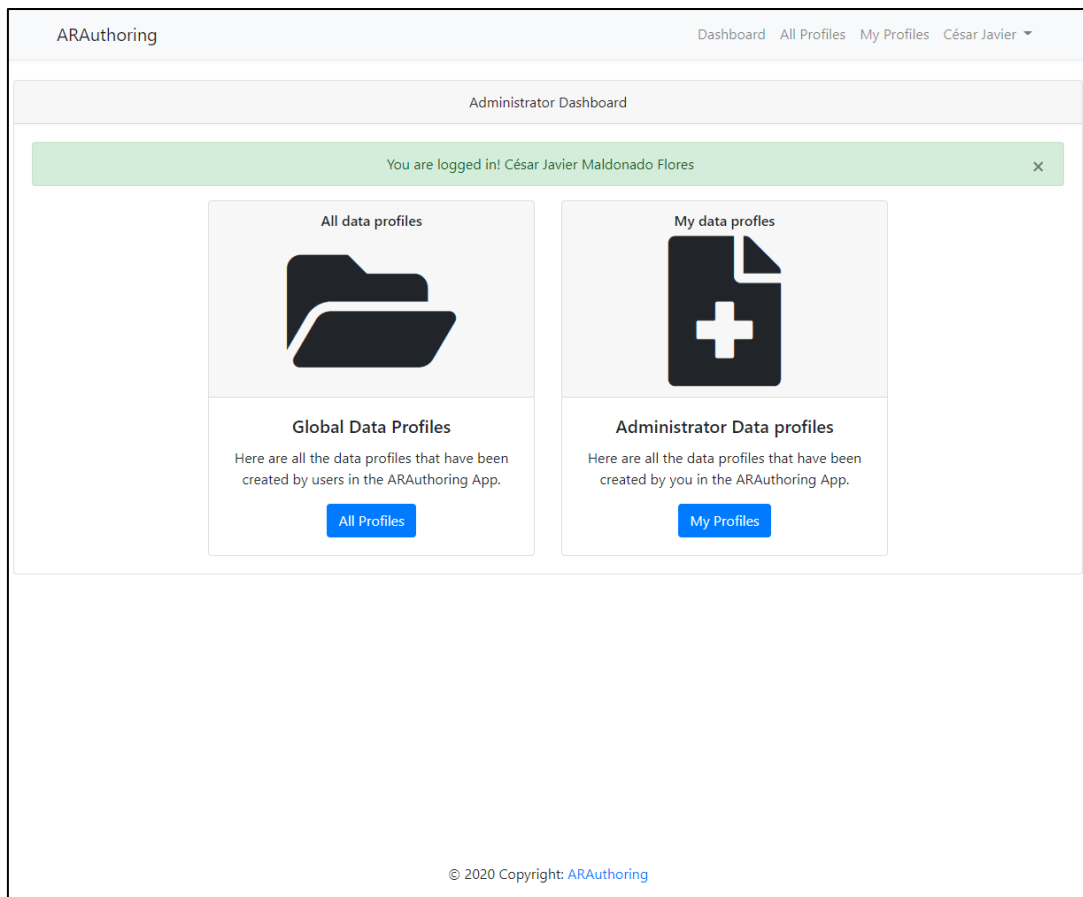 ARAuthoring
Dashboard All Profiles My Profiles César Javier
Administrator Dashboard
You are logged in! César Javier Maldonado Flores ×
All data profiles
Global Data Profiles
Here are all the data profiles that have been
created by users in the ARAuthoring App.
All Profiles
My data profles
Administrator Data profiles
Here are all the data profiles that have been
created by you in the ARAuthoring App.
My Profiles
© 2020 Copyright: ARAuthoring